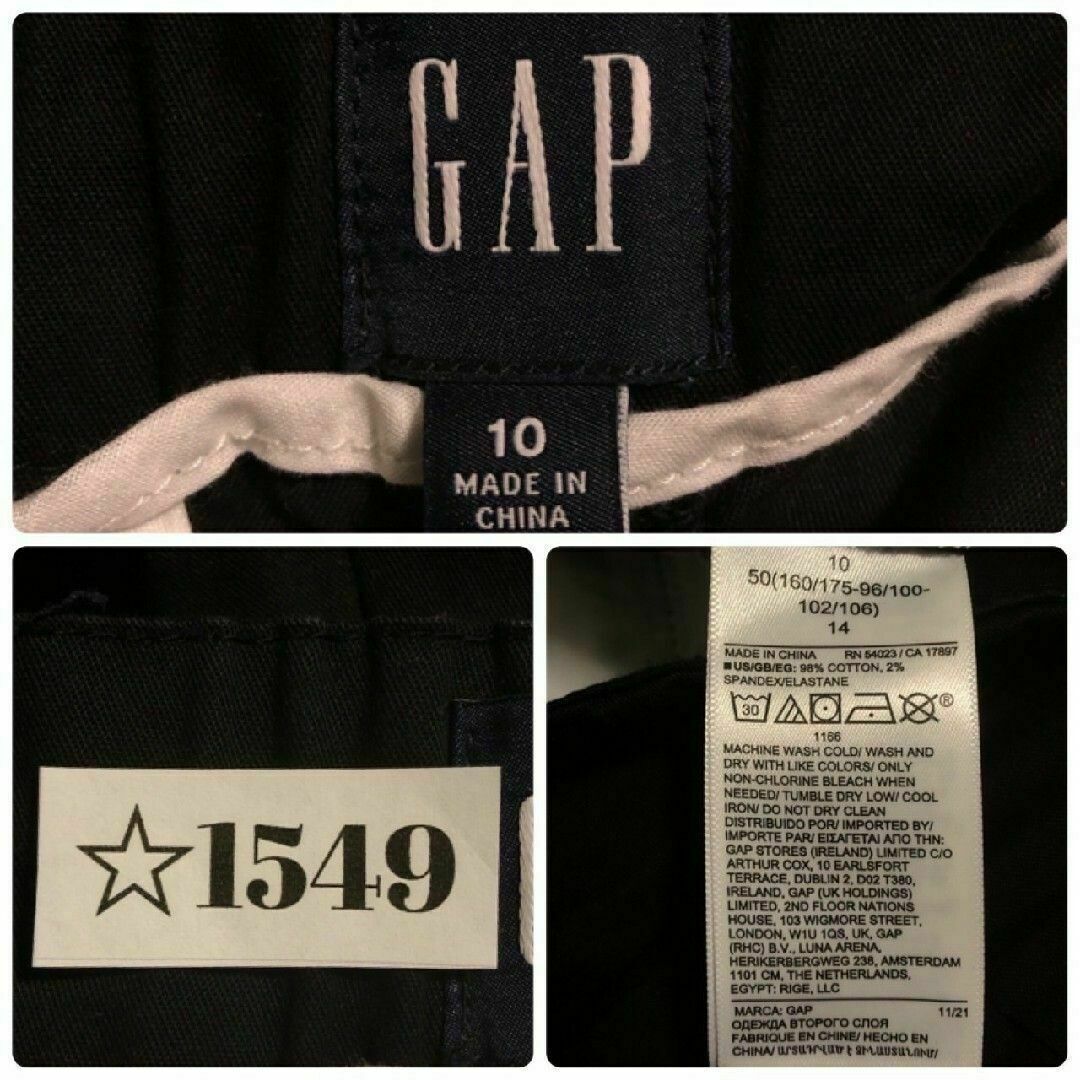 GAP
10
MADE IN
CHINA
☆1549
10
50(160/175-96/100-
102/106)
14
MADE IN CHINA RN 54023 / CA 17897
■US/GB/EG: 98% COTTON, 2%
SPANDEX/ELASTANE
30
®
1166
MACHINE WASH COLD/ WASH AND
DRY WITH LIKE COLORS/ ONLY
NON-CHLORINE BLEACH WHEN
NEEDED/ TUMBLE DRY LOW/ COOL
IRON/ DO NOT DRY CLEAN
DISTRIBUIDO POR/ IMPORTED BY/
IMPORTE PAR/ ΕΙΣΑΓΕΤΑΙ ΑΠΟ ΤΗΝ:
GAP STORES (IRELAND) LIMITED C/O
ARTHUR COX, 10 EARLSFORT
TERRACE, DUBLIN 2, D02 T380,
IRELAND, GAP (UK HOLDINGS)
LIMITED, 2ND FLOOR NATIONS
HOUSE, 103 WIGMORE STREET,
LONDON, W1U 1QS, UK, GAP
(RHC) B.V., LUNA ARENA,
HERIKERBERGWEG 238, AMSTERDAM
1101 CM, THE NETHERLANDS,
EGYPT: RIGE, LLC
MARCA: GAP 11/21
ОДЕЖДА ВТОРОГО СЛОЯ
FABRIQUE EN CHINE/ HECHO EN
CHINA/ ԱՐՏԱԴՐՎԱԾ Է ՉԻՆԱՍՏԱՆՈՒՄ/